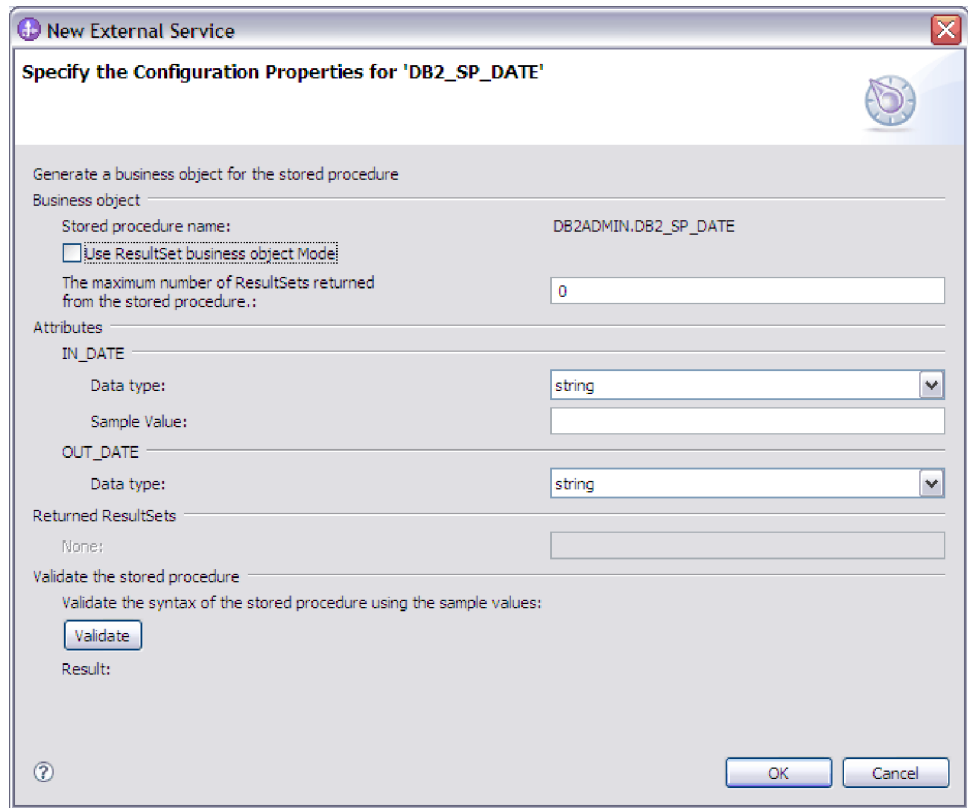 New External Service
Specify the Configuration Properties for 'DB2_SP_DATE'
Generate a business object for the stored procedure
Business object
Stored procedure name: DB2ADMIN.DB2_SP_DATE
Use ResultSet business object Mode
The maximum number of ResultSets returned
from the stored procedure.: 0
Attributes
IN_DATE
Data type: string
Sample Value:
OUT_DATE
Data type: string
Returned ResultSets
None:
Validate the stored procedure
Validate the syntax of the stored procedure using the sample values:
Validate
Result:
? OK Cancel